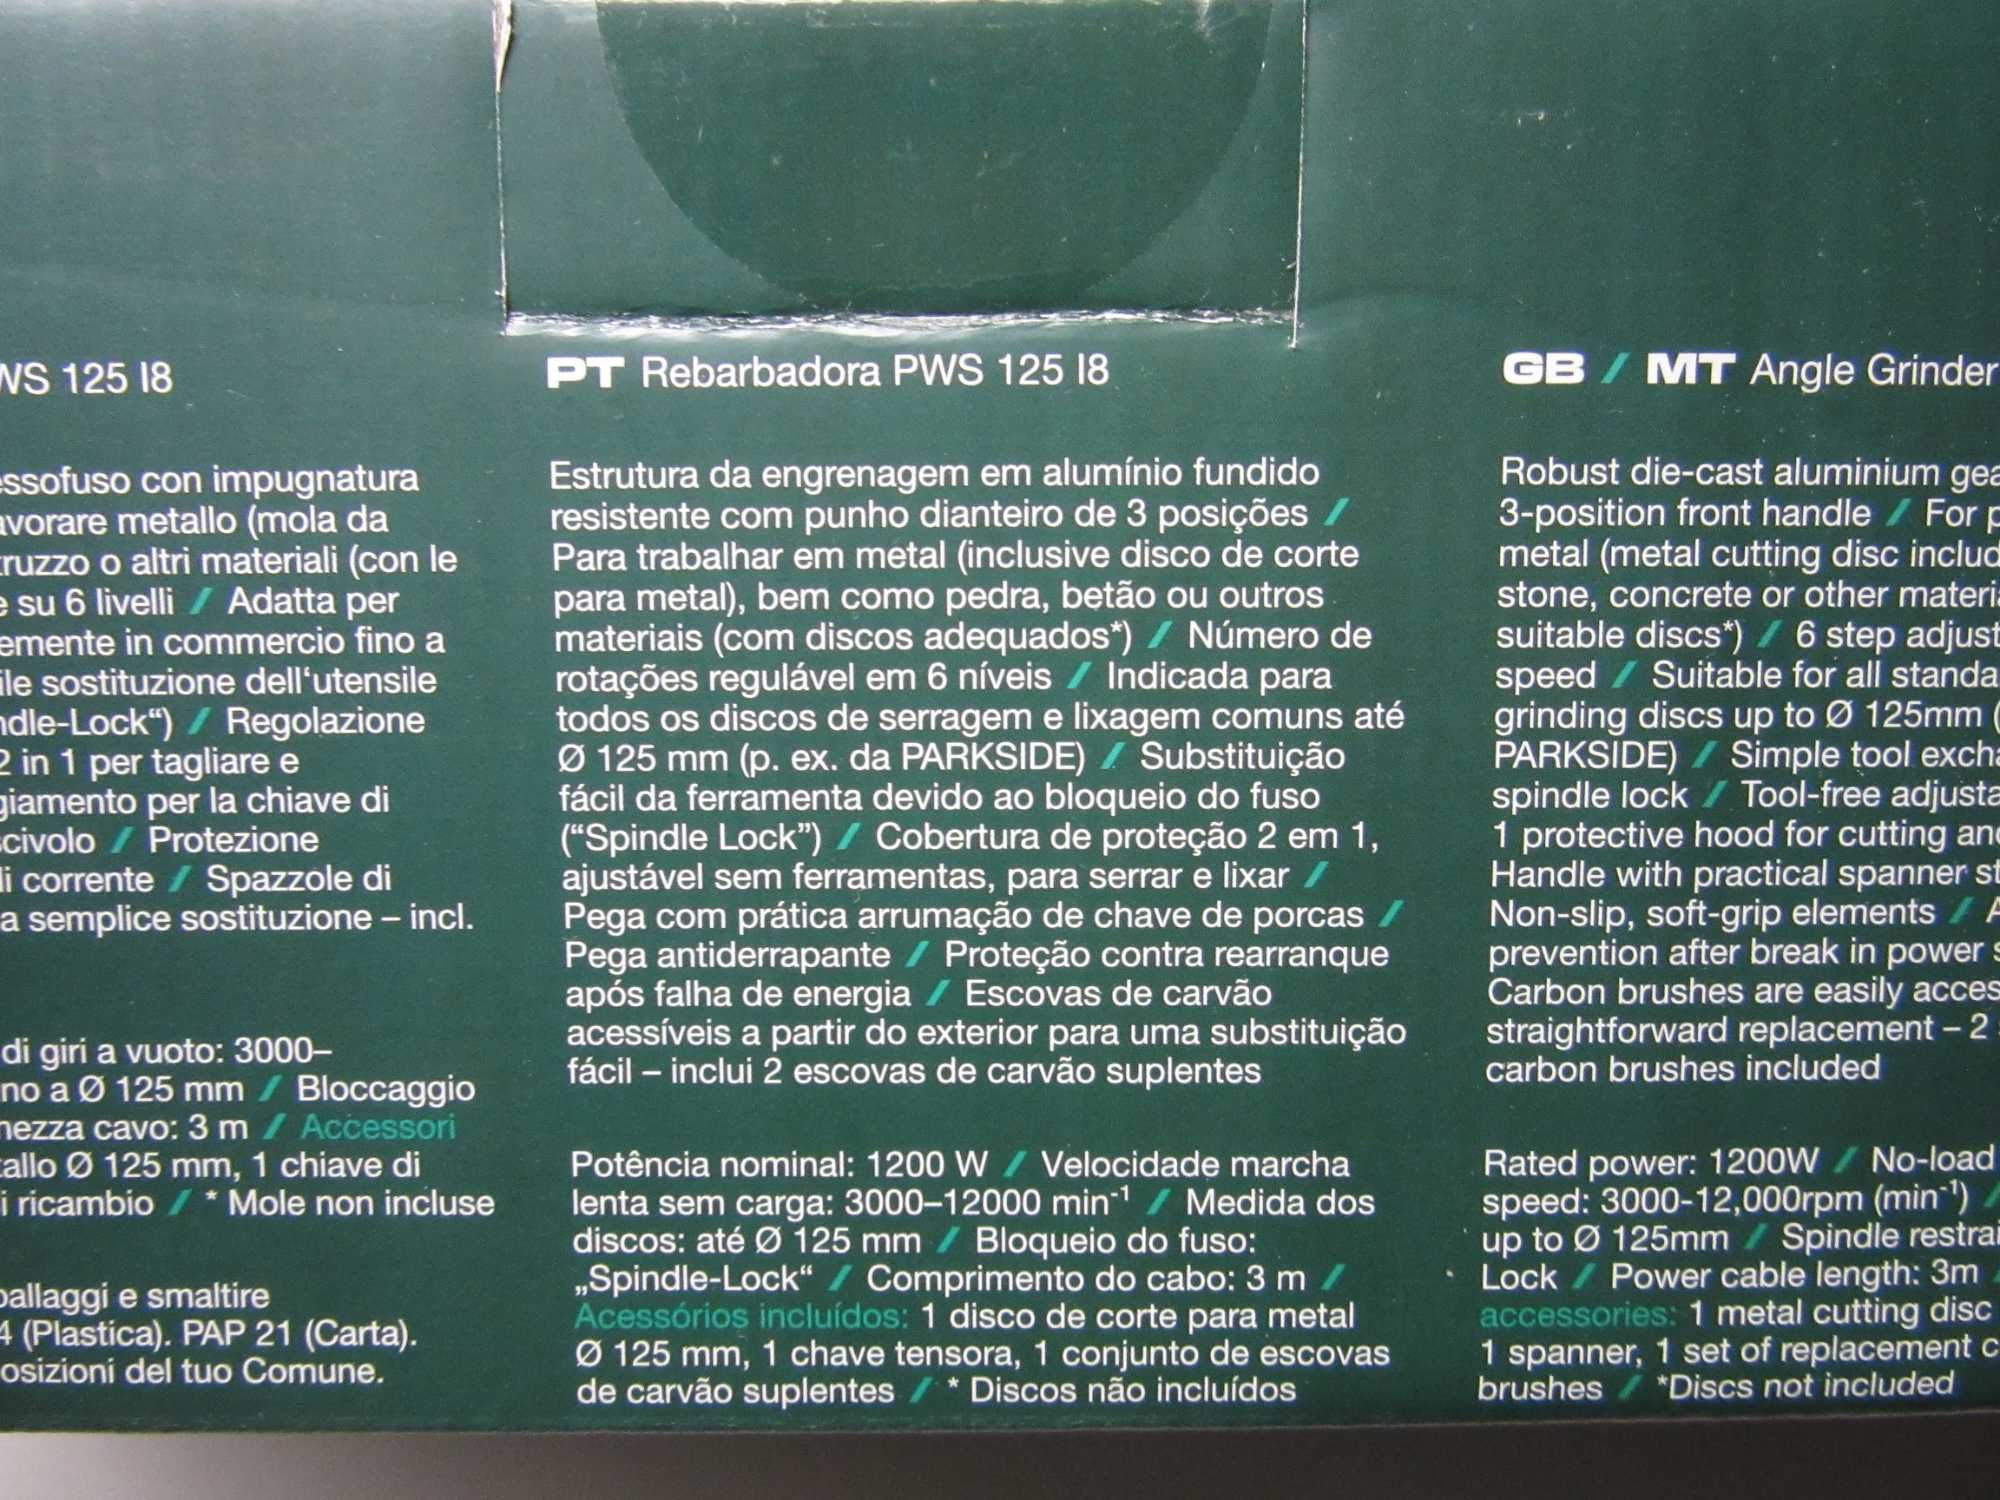 WS 125 I8
essofuso con impugnatura
avorare metallo (mola da
truzzo o altri materiali (con le
e su 6 livelli / Adatta per
emente in commercio fino a
ile sostituzione dell‘utensile
ndle-Lock“) / Regolazione
2 in 1 per tagliare e
giamento per la chiave di
scivolo / Protezione
di corrente / Spazzole di
a semplice sostituzione – incl.
di giri a vuoto: 3000–
no a Ø 125 mm / Bloccaggio
hezza cavo: 3 m / Accessori
tallo Ø 125 mm, 1 chiave di
i ricambio / * Mole non incluse
ballaggi e smaltire
4 (Plastica). PAP 21 (Carta).
osizioni del tuo Comune.
PT Rebarbadora PWS 125 I8
Estrutura da engrenagem em alumínio fundido
resistente com punho dianteiro de 3 posições /
Para trabalhar em metal (inclusive disco de corte
para metal), bem como pedra, betão ou outros
materiais (com discos adequados*) / Número de
rotações regulável em 6 níveis / Indicada para
todos os discos de serragem e lixagem comuns até
Ø 125 mm (p. ex. da PARKSIDE) / Substituição
fácil da ferramenta devido ao bloqueio do fuso
(“Spindle Lock”) / Cobertura de proteção 2 em 1,
ajustável sem ferramentas, para serrar e lixar /
Pega com prática arrumação de chave de porcas /
Pega antiderrapante / Proteção contra rearranque
após falha de energia / Escovas de carvão
acessíveis a partir do exterior para uma substituição
fácil – inclui 2 escovas de carvão suplentes
Potência nominal: 1200 W / Velocidade marcha
lenta sem carga: 3000–12000 min⁻¹ / Medida dos
discos: até Ø 125 mm / Bloqueio do fuso:
„Spindle-Lock“ / Comprimento do cabo: 3 m /
Acessórios incluídos: 1 disco de corte para metal
Ø 125 mm, 1 chave tensora, 1 conjunto de escovas
de carvão suplentes / * Discos não incluídos
GB / MT Angle Grinder
Robust die-cast aluminium gea
3-position front handle / For p
metal (metal cutting disc includ
stone, concrete or other materia
suitable discs*) / 6 step adjust
speed / Suitable for all standa
grinding discs up to Ø 125mm (
PARKSIDE) / Simple tool excha
spindle lock / Tool-free adjusta
1 protective hood for cutting and
Handle with practical spanner st
Non-slip, soft-grip elements / A
prevention after break in power s
Carbon brushes are easily acces
straightforward replacement – 2
carbon brushes included
Rated power: 1200W / No-load
speed: 3000-12,000rpm (min⁻¹) /
up to Ø 125mm / Spindle restrai
Lock / Power cable length: 3m /
accessories: 1 metal cutting disc
1 spanner, 1 set of replacement c
brushes / *Discs not included